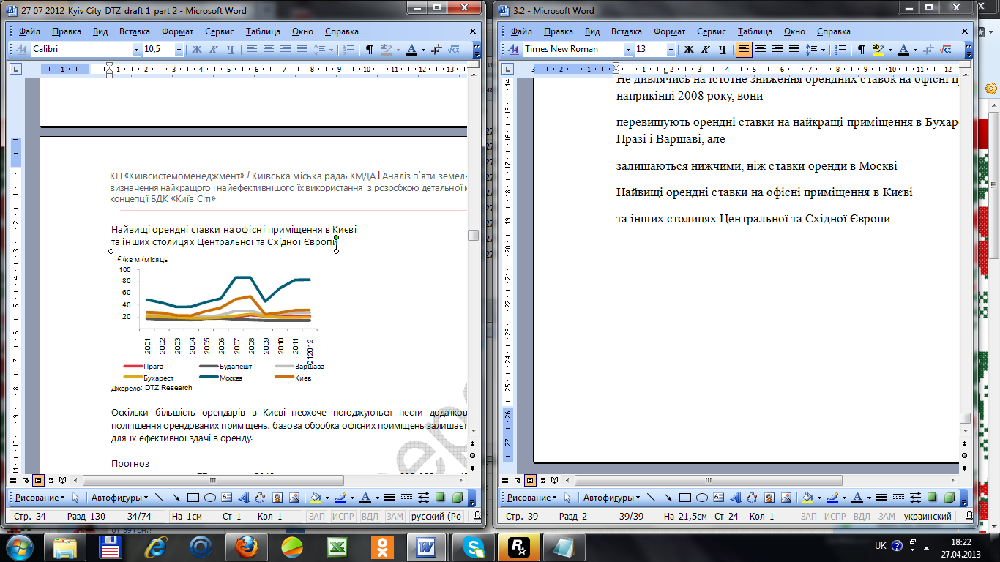 27 07 2012_Kyiv City_DTZ_draft 1_part 2 - Microsoft Word
Файл Правка Вид Вставка Формат Сервис Таблица Окно Справка
Calibri 10,5 Ж К Ч
КП «Київсистемоменеджмент» / Київська міська рада, КМДА | Аналіз п'яти земель
визначення найкращого і найефективнішого їх використання з розробкою детальної м
концепції БДК «Київ-Сіті»
Найвищі орендні ставки на офісні приміщення в Києві
та інших столицях Центральної та Східної Європи
€ /кв.м /місяць
100
80
60
40
20
-
2001 2002 2003 2004 2005 2006 2007 2008 2009 2010 2011 Q12012
Прага Будапешт Варшава
Бухарест Москва Киев
Джерело: DTZ Research
Оскільки більшість орендарів в Києві неохоче погоджуються нести додатков
поліпшення орендованих приміщень, базова обробка офісних приміщень залишаєт
для їх ефективної здачі в оренду.
Прогноз
Рисование Автофигуры
Стр. 34 Разд 130 34/74 На 1см Ст 1 Кол 1 ЗАП ИСПР ВДЛ ЗАМ русский (Ро
3.2 - Microsoft Word
Файл Правка Вид Вставка Формат Сервис Таблица Окно Справка
Times New Roman 13 Ж К Ч
Не дивлячись на істотне зниження орендних ставок на офісні п
наприкінці 2008 року, вони
перевищують орендні ставки на найкращі приміщення в Бухар
Празі і Варшаві, але
залишаються нижчими, ніж ставки оренди в Москві
Найвищі орендні ставки на офісні приміщення в Києві
та інших столицях Центральної та Східної Європи
Рисование Автофигуры
Стр. 39 Разд 2 39/39 На 21,5см Ст 24 Кол 1 ЗАП ИСПР ВДЛ ЗАМ украинский
UK 18:22
27.04.2013